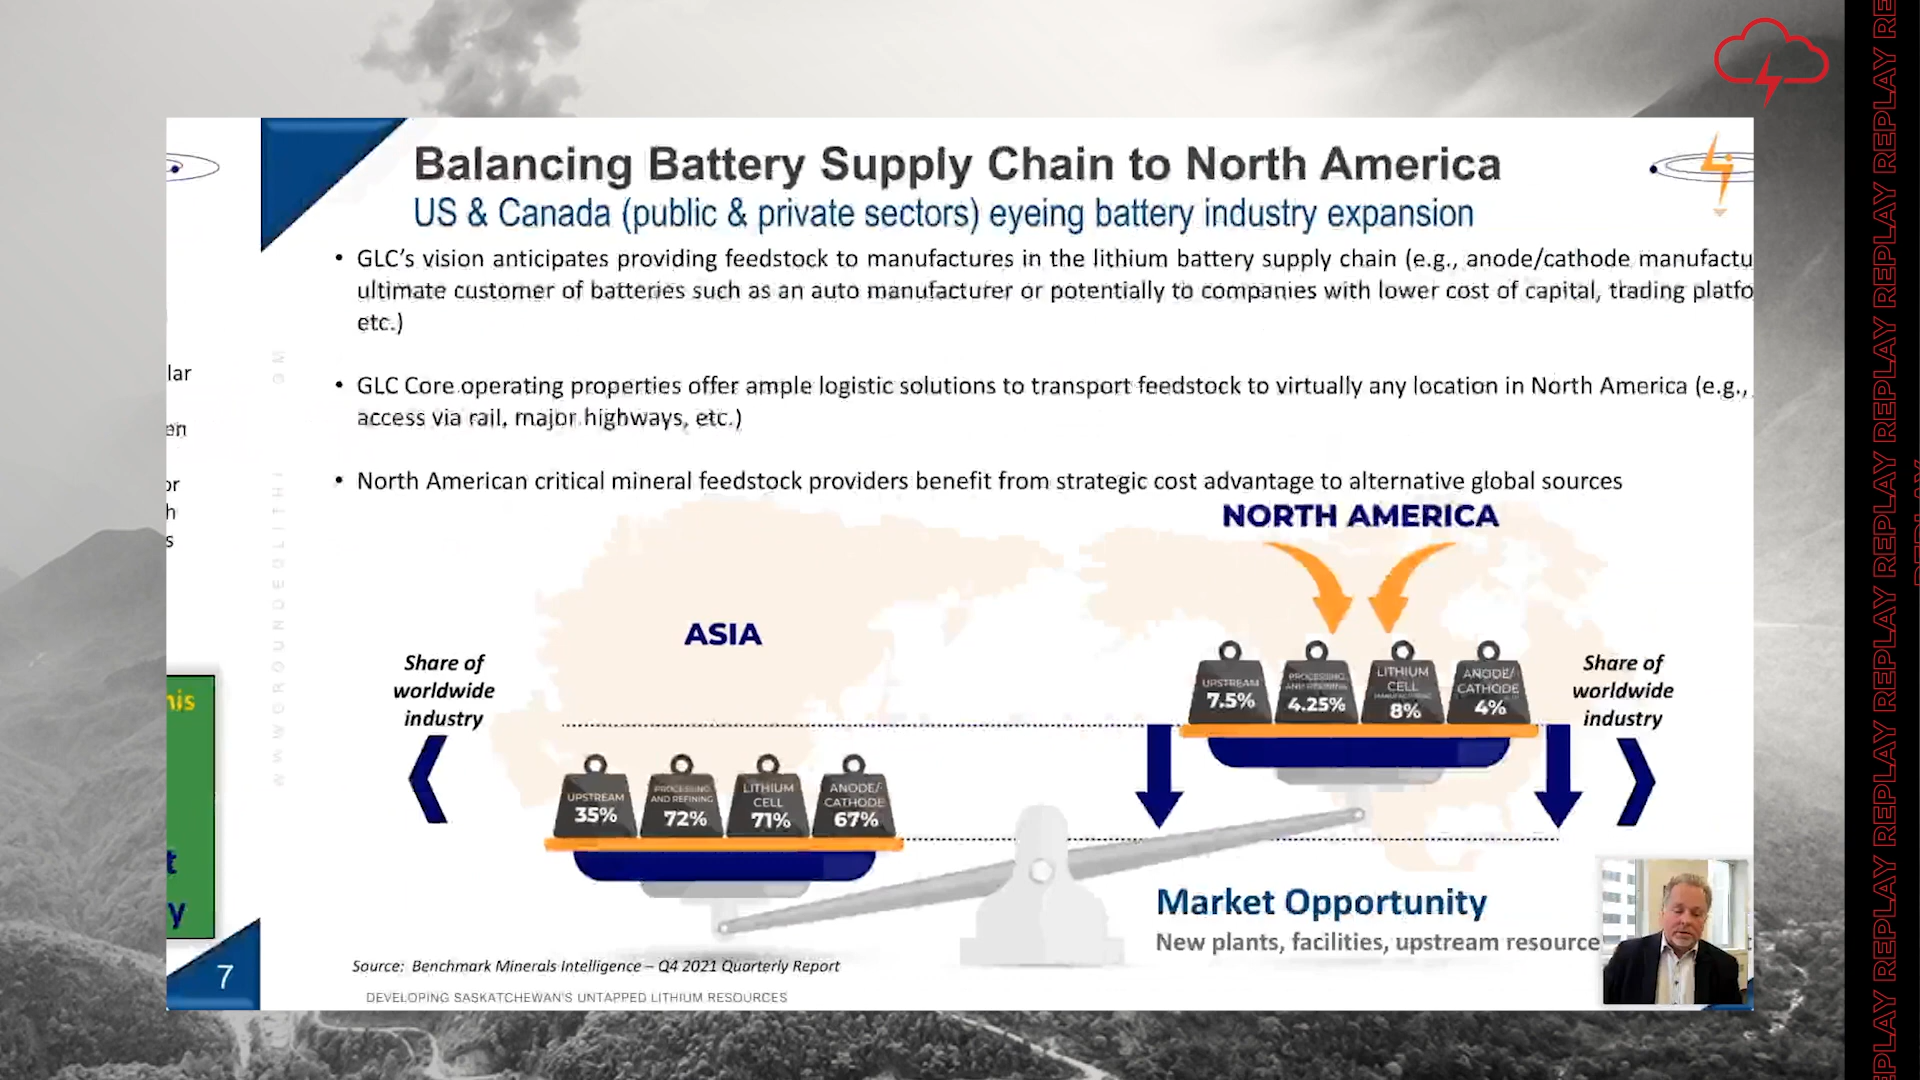 Balancing Battery Supply Chain to North America
US & Canada (public & private sectors) eyeing battery industry expansion
• GLC’s vision anticipates providing feedstock to manufactures in the lithium battery supply chain (e.g., anode/cathode manufactu
ultimate customer of batteries such as an auto manufacturer or potentially to companies with lower cost of capital, trading platfo
etc.)
• GLC Core operating properties offer ample logistic solutions to transport feedstock to virtually any location in North America (e.g.,
access via rail, major highways, etc.)
• North American critical mineral feedstock providers benefit from strategic cost advantage to alternative global sources
lar
en
or
h
s
his
t
y
7
NORTH AMERICA
ASIA
Share of
worldwide
industry
UPSTREAM
35%
PROCESSING
AND REFINING
72%
LITHIUM
CELL
71%
ANODE/
CATHODE
67%
UPSTREAM
7.5%
PROCESSING
AND REFINING
4.25%
LITHIUM
CELL
MANUFACTURING
8%
ANODE/
CATHODE
4%
Share of
worldwide
industry
Market Opportunity
New plants, facilities, upstream resource
Source: Benchmark Minerals Intelligence – Q4 2021 Quarterly Report
DEVELOPING SASKATCHEWAN'S UNTAPPED LITHIUM RESOURCES
REPLAY REPLAY REPLAY REPLAY REPLAY REPLAY REPLAY
REPLAY